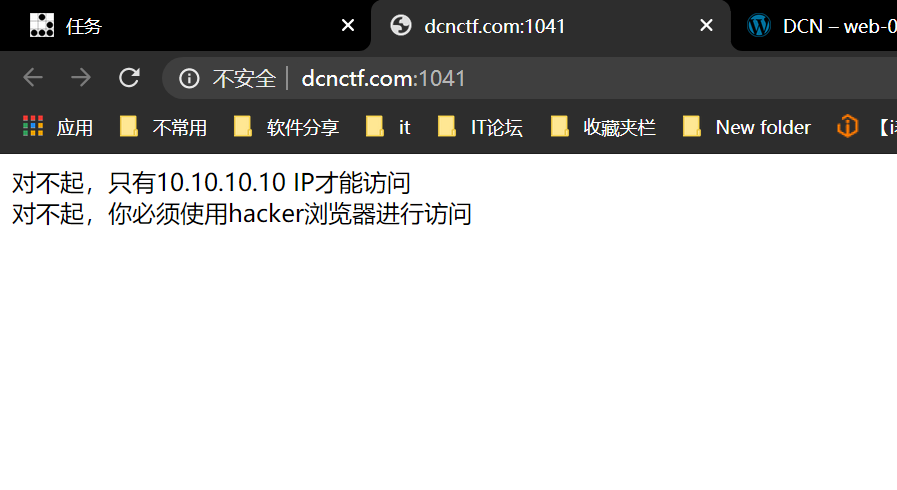 任务
dcnctf.com:1041
DCN – web-0
不安全 dcnctf.com:1041
应用 不常用 软件分享 it IT论坛 收藏夹栏 New folder
对不起，只有10.10.10.10 IP才能访问
对不起，你必须使用hacker浏览器进行访问